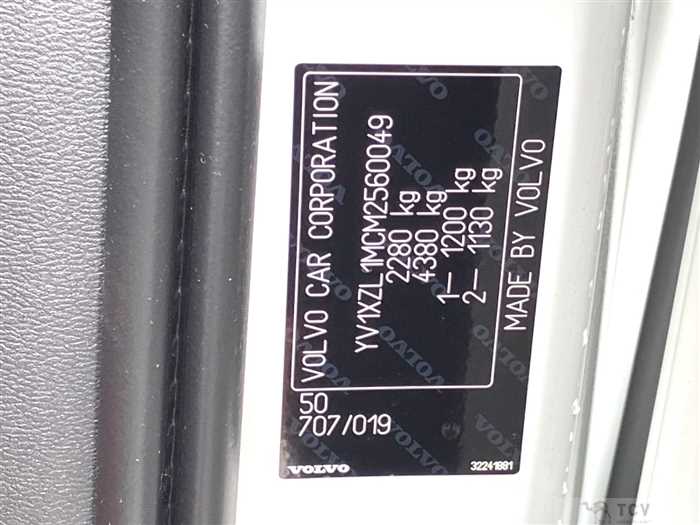 VOLVO CAR CORPORATION
YV1XZL1MCM2560049
2280 kg
4380 kg
1— 1200 kg
2— 1130 kg
MADE BY VOLVO
50
707/019
VOLVO
32241881
TCV